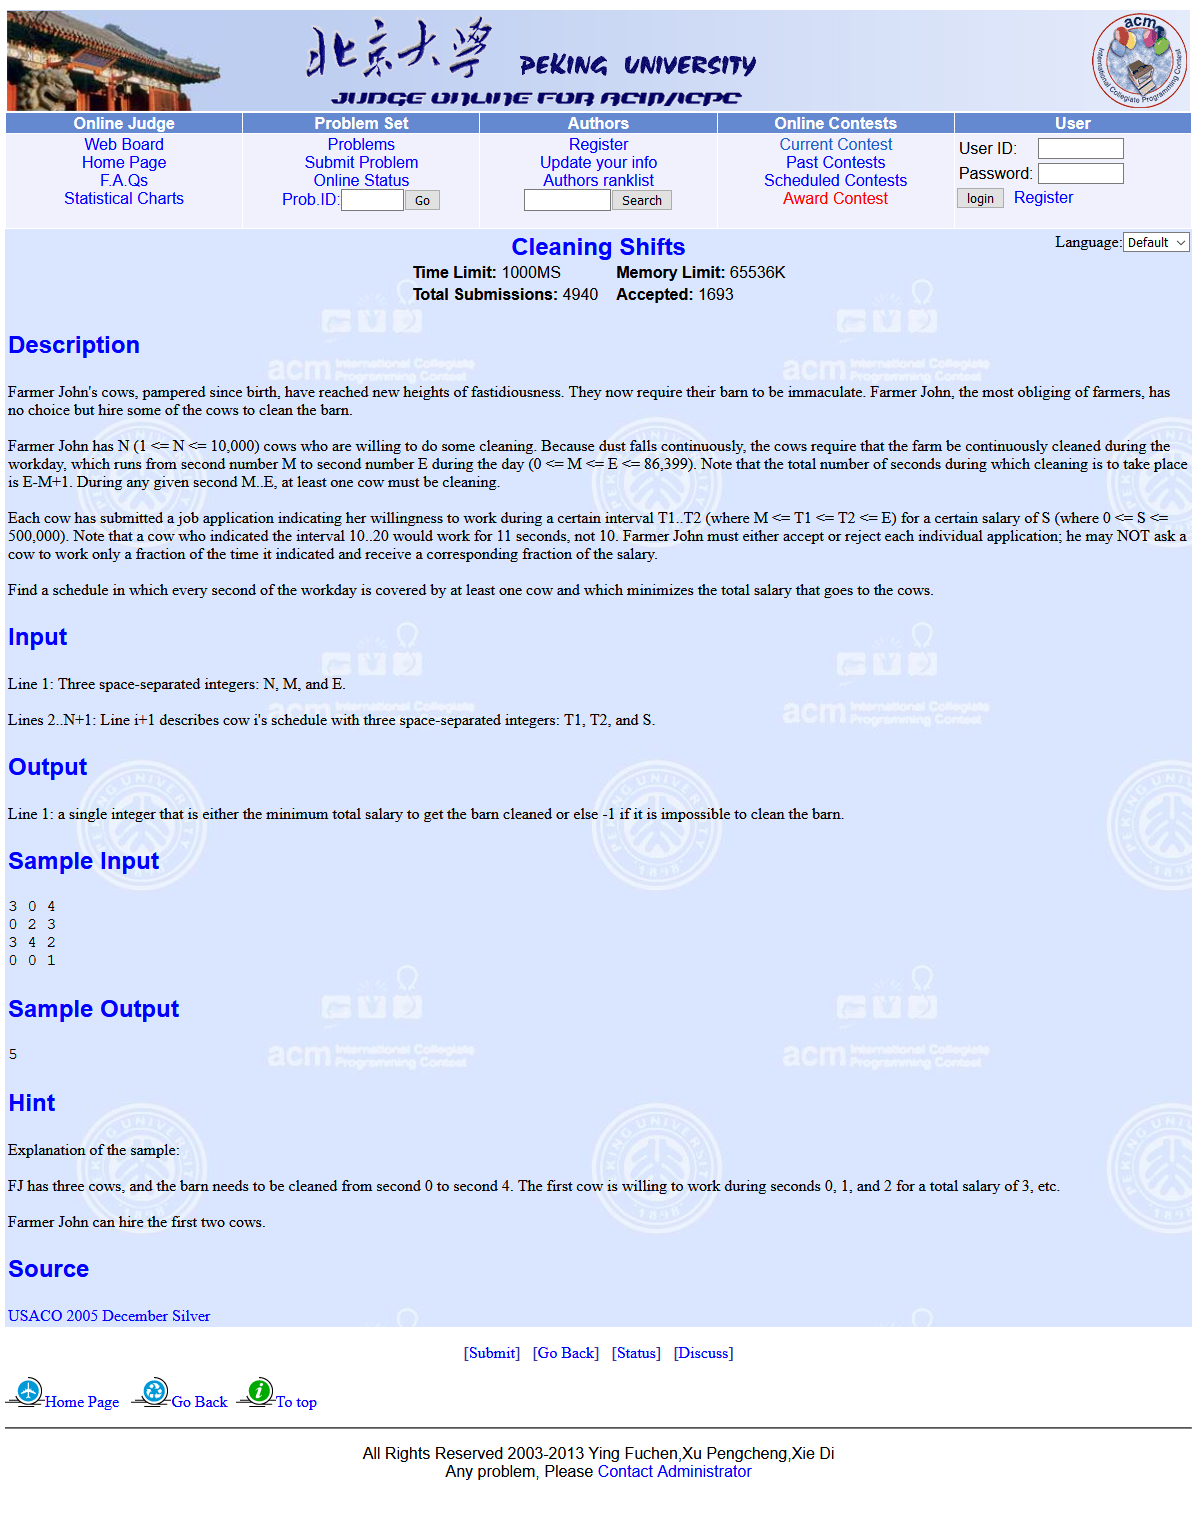 北京大學 PEKING UNIVERSITY
JUDGE ONLINE FOR ACM/ACPC
acm
International Collegiate Programming Contest
Online Judge Problem Set Authors Online Contests User
Web Board Problems Register Current Contest User ID:
Home Page Submit Problem Update your info Past Contests
F.A.Qs Online Status Authors ranklist Scheduled Contests Password:
Statistical Charts Prob.ID: Go Search Award Contest login Register
Cleaning Shifts Language: Default
Time Limit: 1000MS Memory Limit: 65536K
Total Submissions: 4940 Accepted: 1693
Description
Farmer John's cows, pampered since birth, have reached new heights of fastidiousness. They now require their barn to be immaculate. Farmer John, the most obliging of farmers, has
no choice but hire some of the cows to clean the barn.
Farmer John has N (1 <= N <= 10,000) cows who are willing to do some cleaning. Because dust falls continuously, the cows require that the farm be continuously cleaned during the
workday, which runs from second number M to second number E during the day (0 <= M <= E <= 86,399). Note that the total number of seconds during which cleaning is to take place
is E-M+1. During any given second M..E, at least one cow must be cleaning.
Each cow has submitted a job application indicating her willingness to work during a certain interval T1..T2 (where M <= T1 <= T2 <= E) for a certain salary of S (where 0 <= S <=
500,000). Note that a cow who indicated the interval 10..20 would work for 11 seconds, not 10. Farmer John must either accept or reject each individual application; he may NOT ask a
cow to work only a fraction of the time it indicated and receive a corresponding fraction of the salary.
Find a schedule in which every second of the workday is covered by at least one cow and which minimizes the total salary that goes to the cows.
Input
Line 1: Three space-separated integers: N, M, and E.
Lines 2..N+1: Line i+1 describes cow i's schedule with three space-separated integers: T1, T2, and S.
Output
Line 1: a single integer that is either the minimum total salary to get the barn cleaned or else -1 if it is impossible to clean the barn.
Sample Input
3 0 4
0 2 3
3 4 2
0 0 1
Sample Output
5
Hint
Explanation of the sample:
FJ has three cows, and the barn needs to be cleaned from second 0 to second 4. The first cow is willing to work during seconds 0, 1, and 2 for a total salary of 3, etc.
Farmer John can hire the first two cows.
Source
USACO 2005 December Silver
[Submit] [Go Back] [Status] [Discuss]
Home Page Go Back To top
All Rights Reserved 2003-2013 Ying Fuchen,Xu Pengcheng,Xie Di
Any problem, Please Contact Administrator